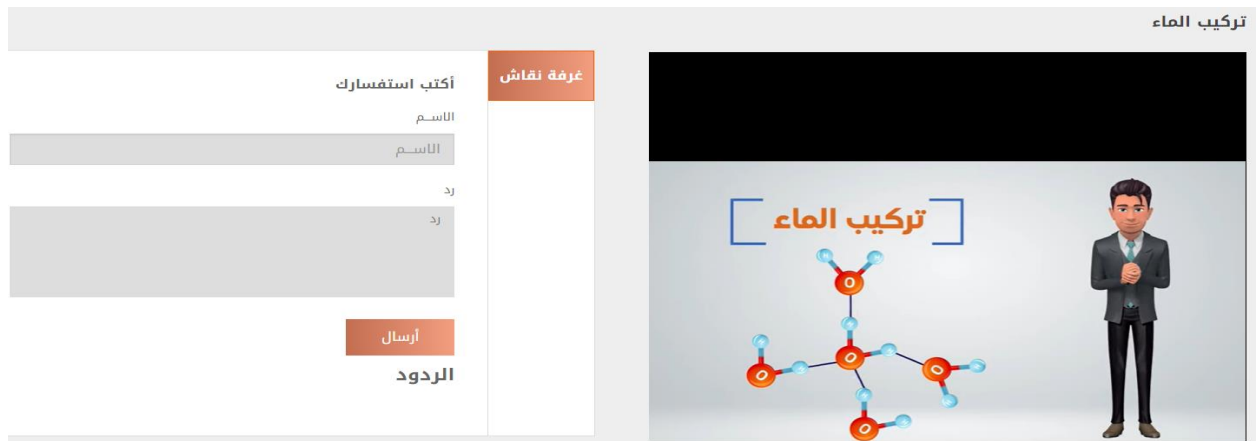 تركيب الماء
تركيب الماء
O
O
O
O
O
غرفة نقاش
أكتب استفسارك
الاســم
الاســم
رد
رد
أرسال
الردود